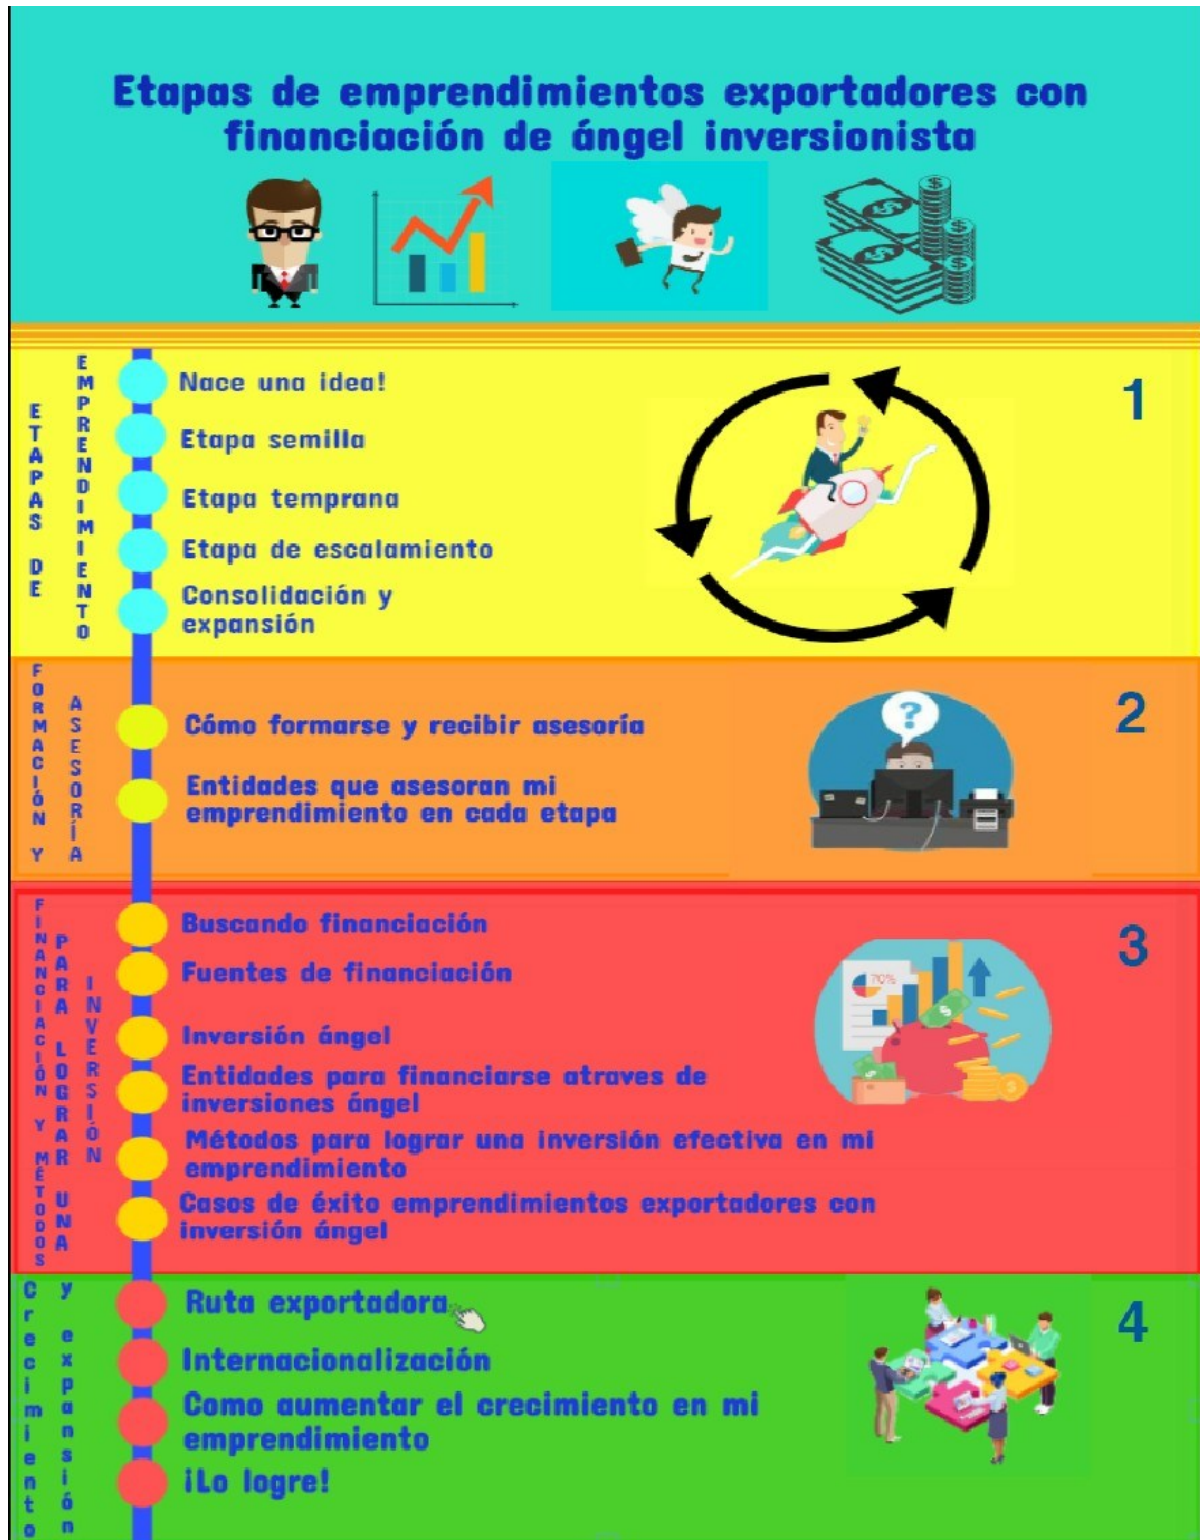 Etapas de emprendimientos exportadores con
financiación de ángel inversionista
ETAPAS DE
EMPRENDIMIENTO
1
Nace una idea!
Etapa semilla
Etapa temprana
Etapa de escalamiento
Consolidación y
expansión
FORMACIóN Y
ASESORÍA
2
?
Cómo formarse y recibir asesoría
Entidades que asesoran mi
emprendimiento en cada etapa
FINANCIACIóN Y MÉTODOS
PARA LOGRAR UNA
INVERSIÓN
3
70%
Buscando financiación
Fuentes de financiación
Inversión ángel
Entidades para financiarse atraves de
inversiones ángel
Métodos para lograr una inversión efectiva en mi
emprendimiento
Casos de éxito emprendimientos exportadores con
inversión ángel
Crecimiento
y expansión
4
Ruta exportadora
Internacionalización
Como aumentar el crecimiento en mi
emprendimiento
¡Lo logre!